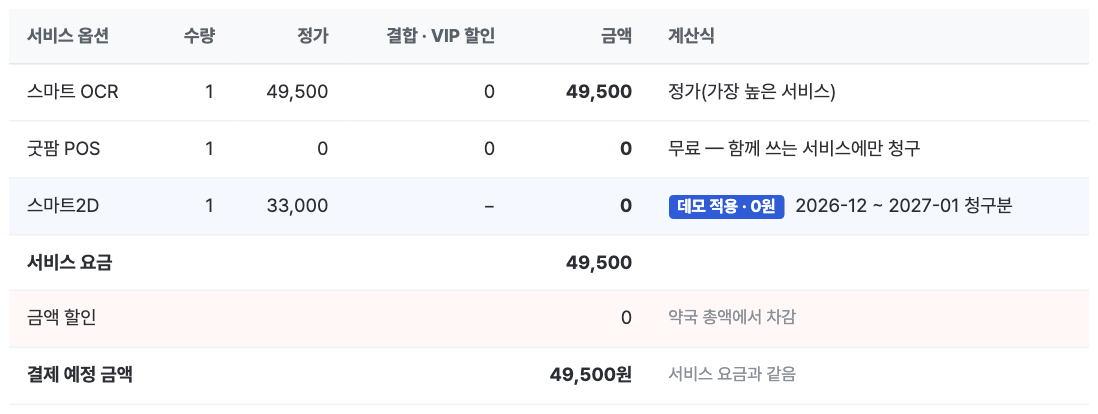 서비스 옵션 수량 정가 결합 · VIP 할인 금액 계산식
스마트 OCR 1 49,500 0 49,500 정가(가장 높은 서비스)
굿팜 POS 1 0 0 0 무료 — 함께 쓰는 서비스에만 청구
스마트2D 1 33,000 – 0 데모 적용 · 0원 2026-12 ~ 2027-01 청구분
서비스 요금 49,500
금액 할인 0 약국 총액에서 차감
결제 예정 금액 49,500원 서비스 요금과 같음